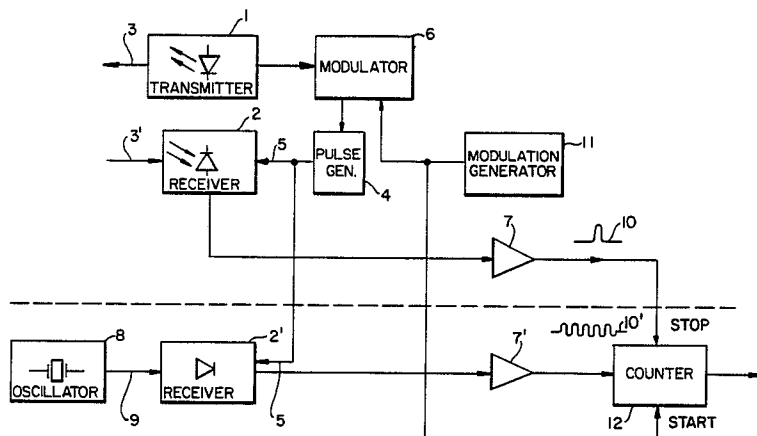 1
3
TRANSMITTER
6
MODULATOR
2
3'
RECEIVER
5
PULSE
GEN.
4
11
MODULATION
GENERATOR
7
10
8
OSCILLATOR
9
2'
RECEIVER
5
7'
10'
STOP
COUNTER
12
START